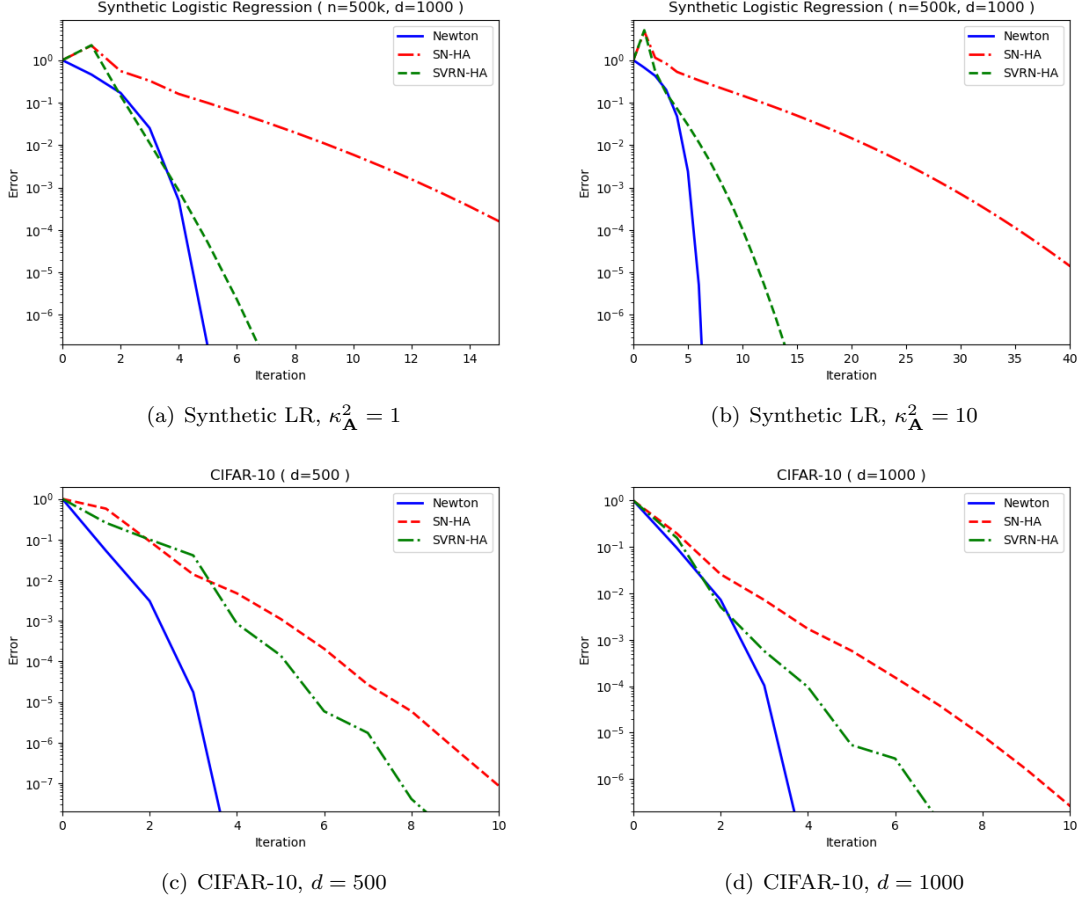 Synthetic Logistic Regression ( n=500k, d=1000 )
Newton
SN-HA
SVRN-HA
10^0
10^-1
10^-2
10^-3
10^-4
10^-5
10^-6
Error
0 2 4 6 8 10 12 14
Iteration
(a) Synthetic LR, κ_A^2 = 1
Synthetic Logistic Regression ( n=500k, d=1000 )
Newton
SN-HA
SVRN-HA
10^0
10^-1
10^-2
10^-3
10^-4
10^-5
10^-6
Error
0 5 10 15 20 25 30 35 40
Iteration
(b) Synthetic LR, κ_A^2 = 10
CIFAR-10 ( d=500 )
Newton
SN-HA
SVRN-HA
10^0
10^-1
10^-2
10^-3
10^-4
10^-5
10^-6
10^-7
Error
0 2 4 6 8 10
Iteration
(c) CIFAR-10, d = 500
CIFAR-10 ( d=1000 )
Newton
SN-HA
SVRN-HA
10^0
10^-1
10^-2
10^-3
10^-4
10^-5
10^-6
Error
0 2 4 6 8 10
Iteration
(d) CIFAR-10, d = 1000